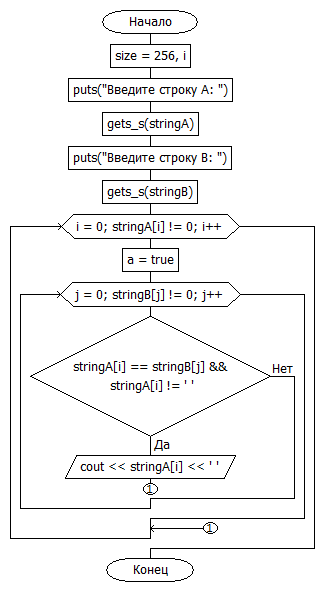 Начало
size = 256, i
puts("Введите строку A: ")
gets_s(stringA)
puts("Введите строку B: ")
gets_s(stringB)
i = 0; stringA[i] != 0; i++
a = true
j = 0; stringB[j] != 0; j++
stringA[i] == stringB[j] &&
stringA[i] != ' '
Нет
Да
cout << stringA[i] << ' '
1
1
Конец